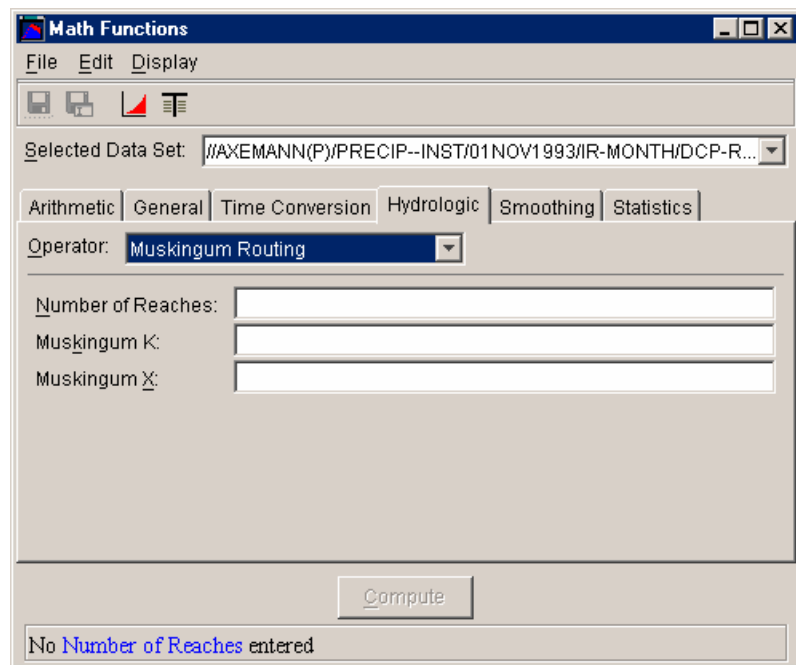 Math Functions
File Edit Display
Selected Data Set: //AXEMANN(P)/PRECIP--INST/01NOV1993/IR-MONTH/DCP-R...
Arithmetic General Time Conversion Hydrologic Smoothing Statistics
Operator: Muskingum Routing
Number of Reaches:
Muskingum K:
Muskingum X:
Compute
No Number of Reaches entered